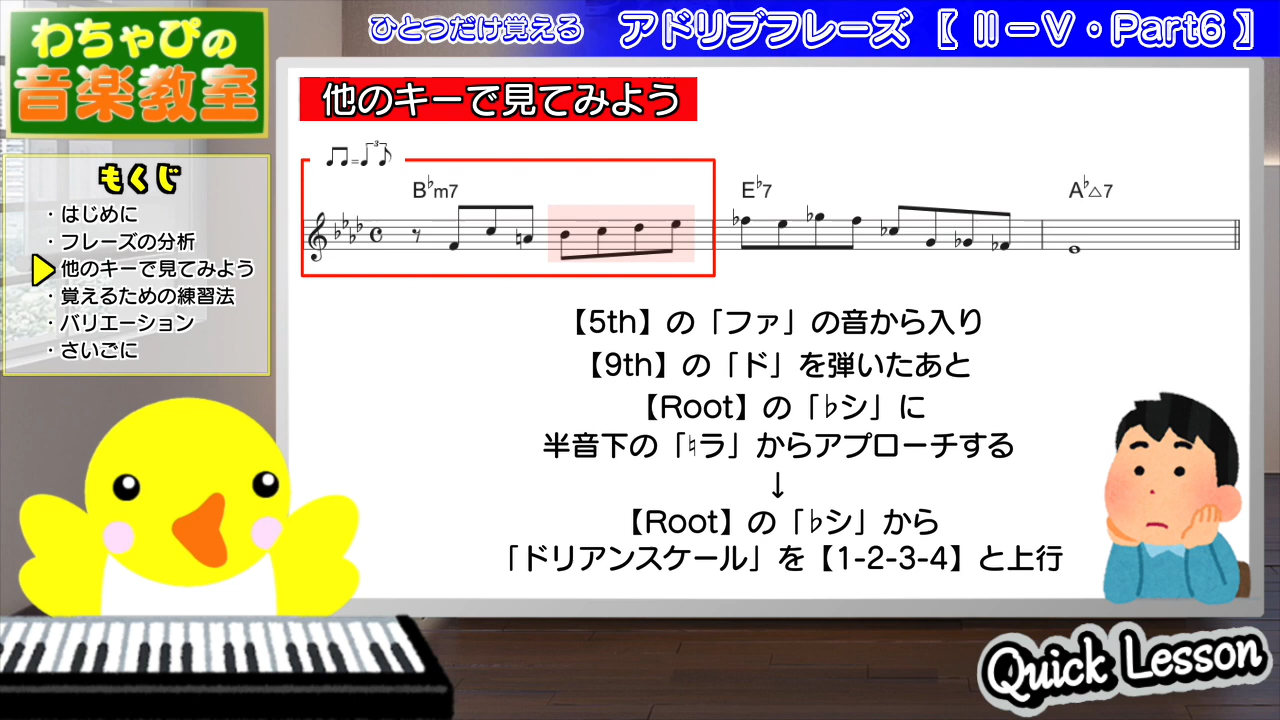 わちゃぴの
音楽教室
ひとつだけ覚える アドリブフレーズ 【 Ⅱ−Ⅴ・Part6 】
もくじ
・はじめに
・フレーズの分析
他のキーで見てみよう
・覚えるための練習法
・バリエーション
・さいごに
他のキーで見てみよう
3
B♭m7 E♭7 A♭△7
【5th】の「ファ」の音から入り
【9th】の「ド」を弾いたあと
【Root】の「♭シ」に
半音下の「♮ラ」からアプローチする
↓
【Root】の「♭シ」から
「ドリアンスケール」を【1-2-3-4】と上行
Quick Lesson